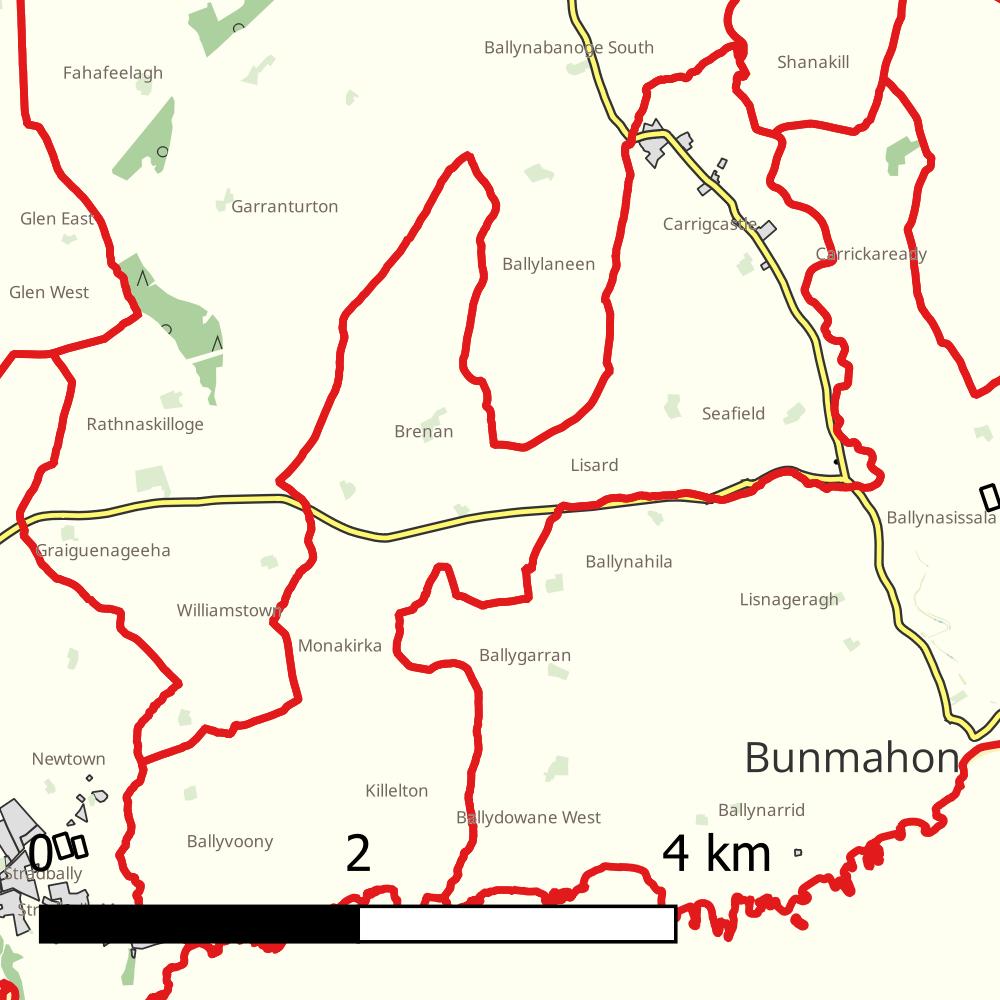 Ballynabanoge South
Shanakill
Fahafeelagh
Garranturton
Glen East
Carrigcastle
Carrickaready
Ballylaneen
Glen West
Seafield
Rathnaskilloge
Brenan
Lisard
Ballynasissala
Graiguenageeha
Ballynahila
Lisnageragh
Williamstown
Monakirka
Ballygarran
Newtown
Bunmahon
Killelton
Ballynarrid
Ballydowane West
Ballyvoony
0
2
4 km
Stradbally